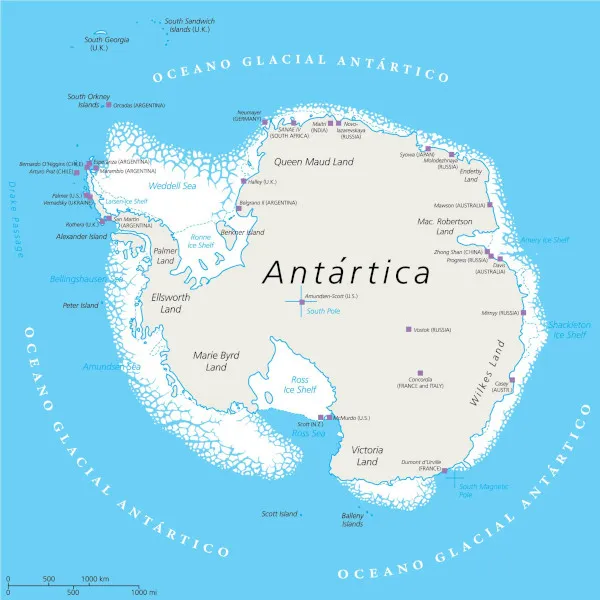 South Sandwich
Islands (U.K.)
South Georgia
(U.K.)
OCEANO GLACIAL ANTÁRTICO
South Orkney
Islands
Orcadas (ARGENTINA)
Neumayer
(GERMANY)
SANAE IV
(SOUTH AFRICA)
Maitri
(INDIA)
Novo-
lazarevskaya
(RUSSIA)
Syowa (JAPAN)
Molodezhnaya
(RUSSIA)
Enderby
Land
Queen Maud Land
Bernardo O'Higgins (CHILE)
Esperanza (ARGENTINA)
Arturo Prat (CHILE)
Marambio (ARGENTINA)
Weddell Sea
Halley (U.K.)
Palmer (U.S.)
Vernadsky (UKRAINE)
Larsen Ice Shelf
Belgrano II (ARGENTINA)
Mawson (AUSTRALIA)
Drake Passage
Rothera (U.K.)
San Martin
(ARGENTINA)
Alexander Island
Berkner Island
Ronne
Ice Shelf
Mac. Robertson
Land
Amery Ice Shelf
Palmer
Land
Zhong Shan (CHINA)
Progress (RUSSIA)
Davis
(AUSTRALIA)
Antártica
Bellingshausen Sea
Ellsworth
Land
Amundsen-Scott (U.S.)
South Pole
Peter Island
Mirnyy (RUSSIA)
Vostok (RUSSIA)
Shackleton
Ice Shelf
Marie Byrd
Land
Amundsen Sea
Wilkes Land
Ross
Ice Shelf
Concordia
(FRANCE and ITALY)
Casey
(AUSTR.)
McMurdo (U.S.)
Scott (N.Z.)
Ross Sea
Victoria
Land
Dumont d'Urville
(FRANCE)
South Magnetic
Pole
OCEANO GLACIAL ANTÁRTICO
OCEANO GLACIAL ANTÁRTICO
Scott Island
Balleny
Islands
0 500 1000 km
0 500 1000 mi